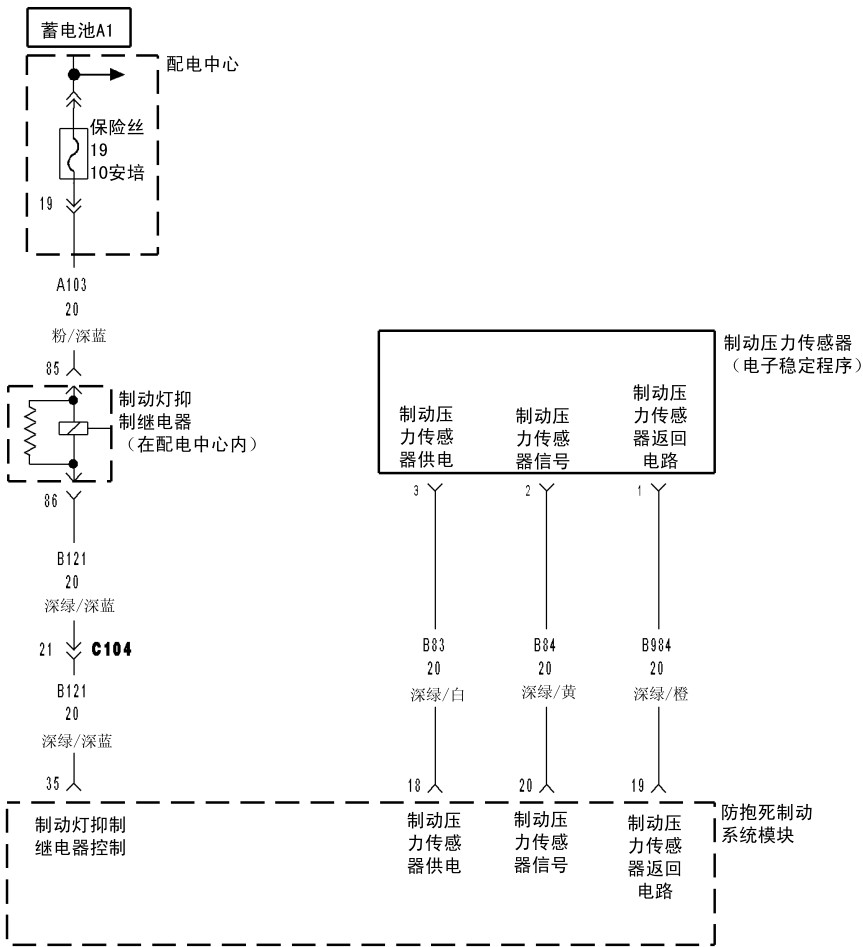 蓄电池A1
配电中心
保险丝
19
10安培
19
A103
20
粉/深蓝
85
制动灯抑
制继电器
（在配电中心内）
86
B121
20
深绿/深蓝
21
C104
B121
20
深绿/深蓝
35
制动灯抑制
继电器控制
制动压力传感器
（电子稳定程序）
制动压
力传感
器供电
制动压
力传感
器信号
制动压
力传感
器返回
电路
3
2
1
B83
20
深绿/白
B84
20
深绿/黄
B984
20
深绿/橙
18
20
19
制动压
力传感
器供电
制动压
力传感
器信号
制动压
力传感
器返回
电路
防抱死制动
系统模块